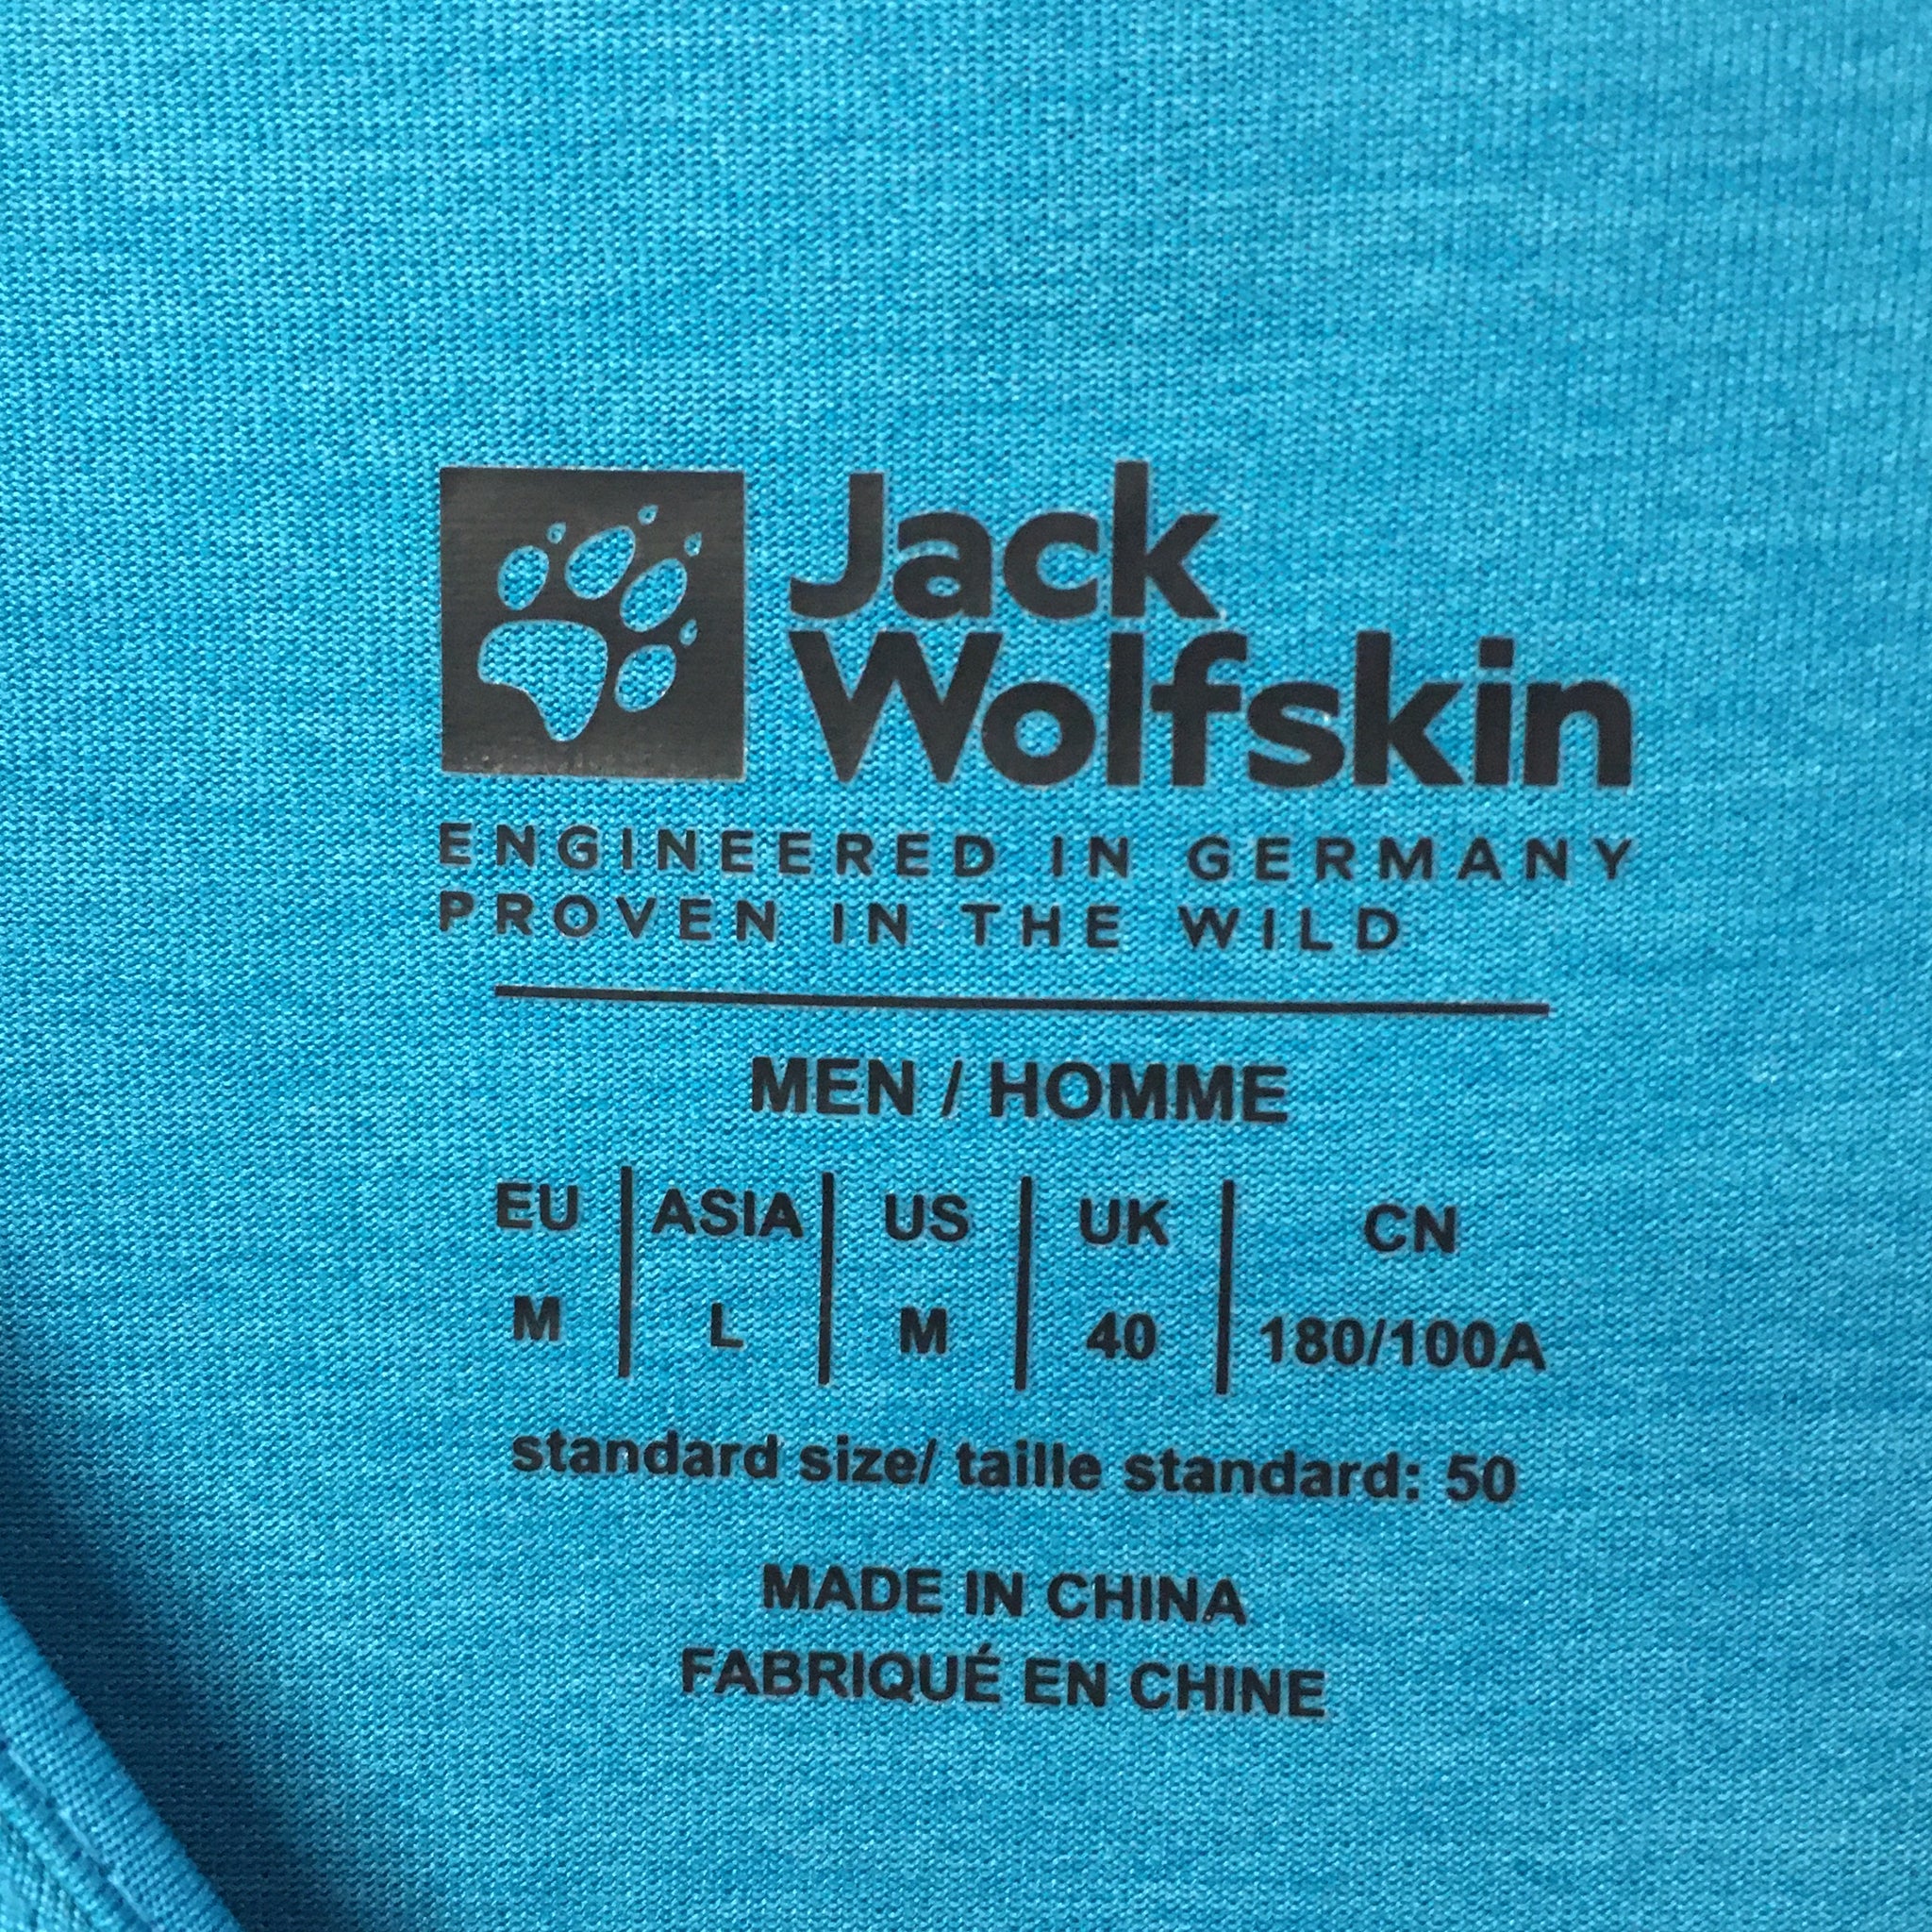 Jack
Wolfskin
ENGINEERED IN GERMANY
PROVEN IN THE WILD
MEN / HOMME
EU | ASIA | US | UK | CN
M | L | M | 40 | 180/100A
standard size/ taille standard: 50
MADE IN CHINA
FABRIQUÉ EN CHINE